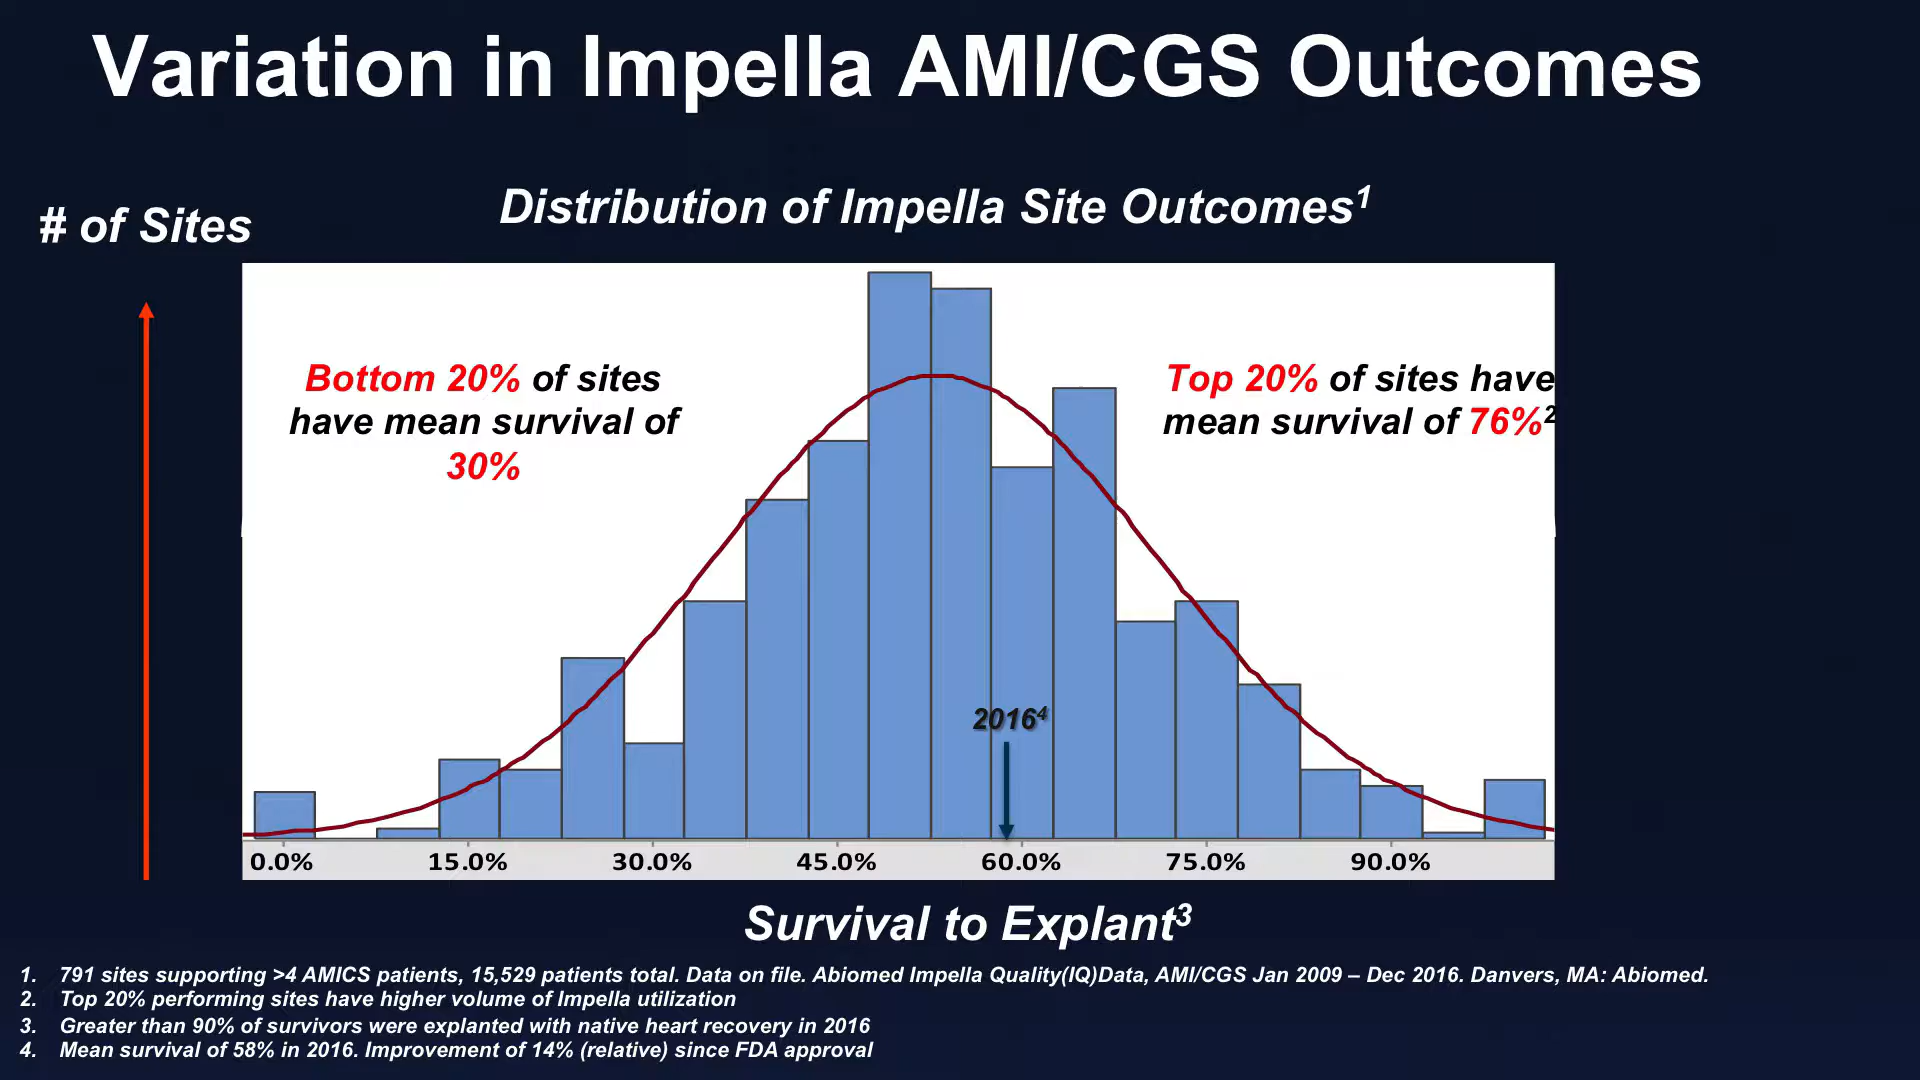 Variation in Impella AMI/CGS Outcomes
Distribution of Impella Site Outcomes1
# of Sites
Bottom 20% of sites
have mean survival of
30%
Top 20% of sites have
mean survival of 76%2
20164
0.0% 15.0% 30.0% 45.0% 60.0% 75.0% 90.0%
Survival to Explant3
1. 791 sites supporting >4 AMICS patients, 15,529 patients total. Data on file. Abiomed Impella Quality(IQ)Data, AMI/CGS Jan 2009 – Dec 2016. Danvers, MA: Abiomed.
2. Top 20% performing sites have higher volume of Impella utilization
3. Greater than 90% of survivors were explanted with native heart recovery in 2016
4. Mean survival of 58% in 2016. Improvement of 14% (relative) since FDA approval